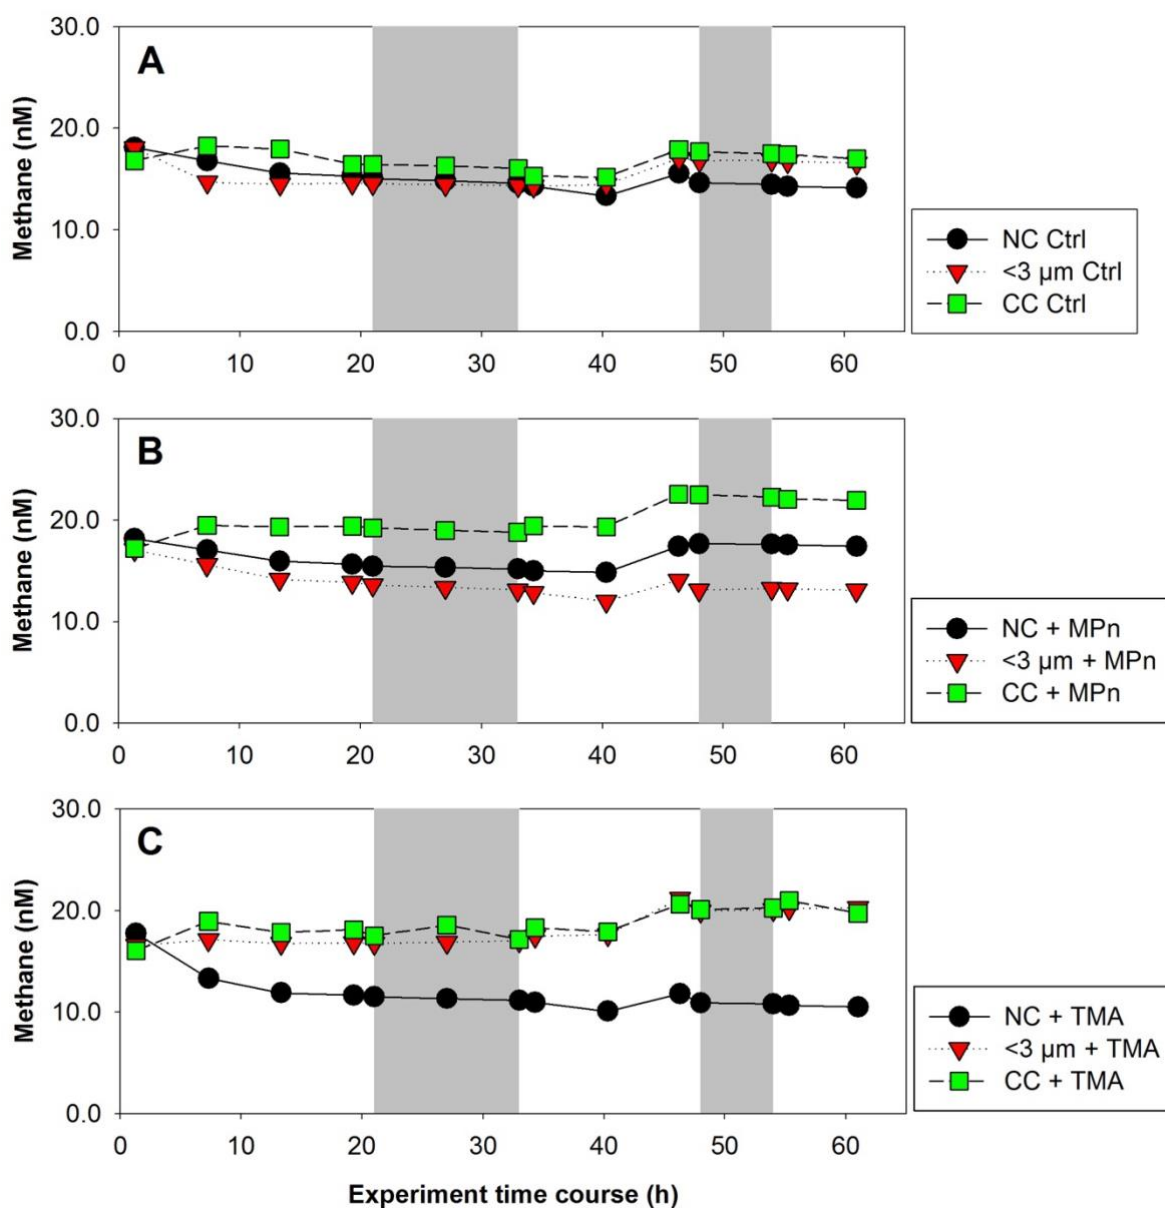 A
Methane (nM)
30.0
20.0
10.0
0.0
0 10 20 30 40 50 60
NC Ctrl
<3 µm Ctrl
CC Ctrl
B
Methane (nM)
30.0
20.0
10.0
0.0
0 10 20 30 40 50 60
NC + MPn
<3 µm + MPn
CC + MPn
C
Methane (nM)
30.0
20.0
10.0
0.0
0 10 20 30 40 50 60
NC + TMA
<3 µm + TMA
CC + TMA
Experiment time course (h)